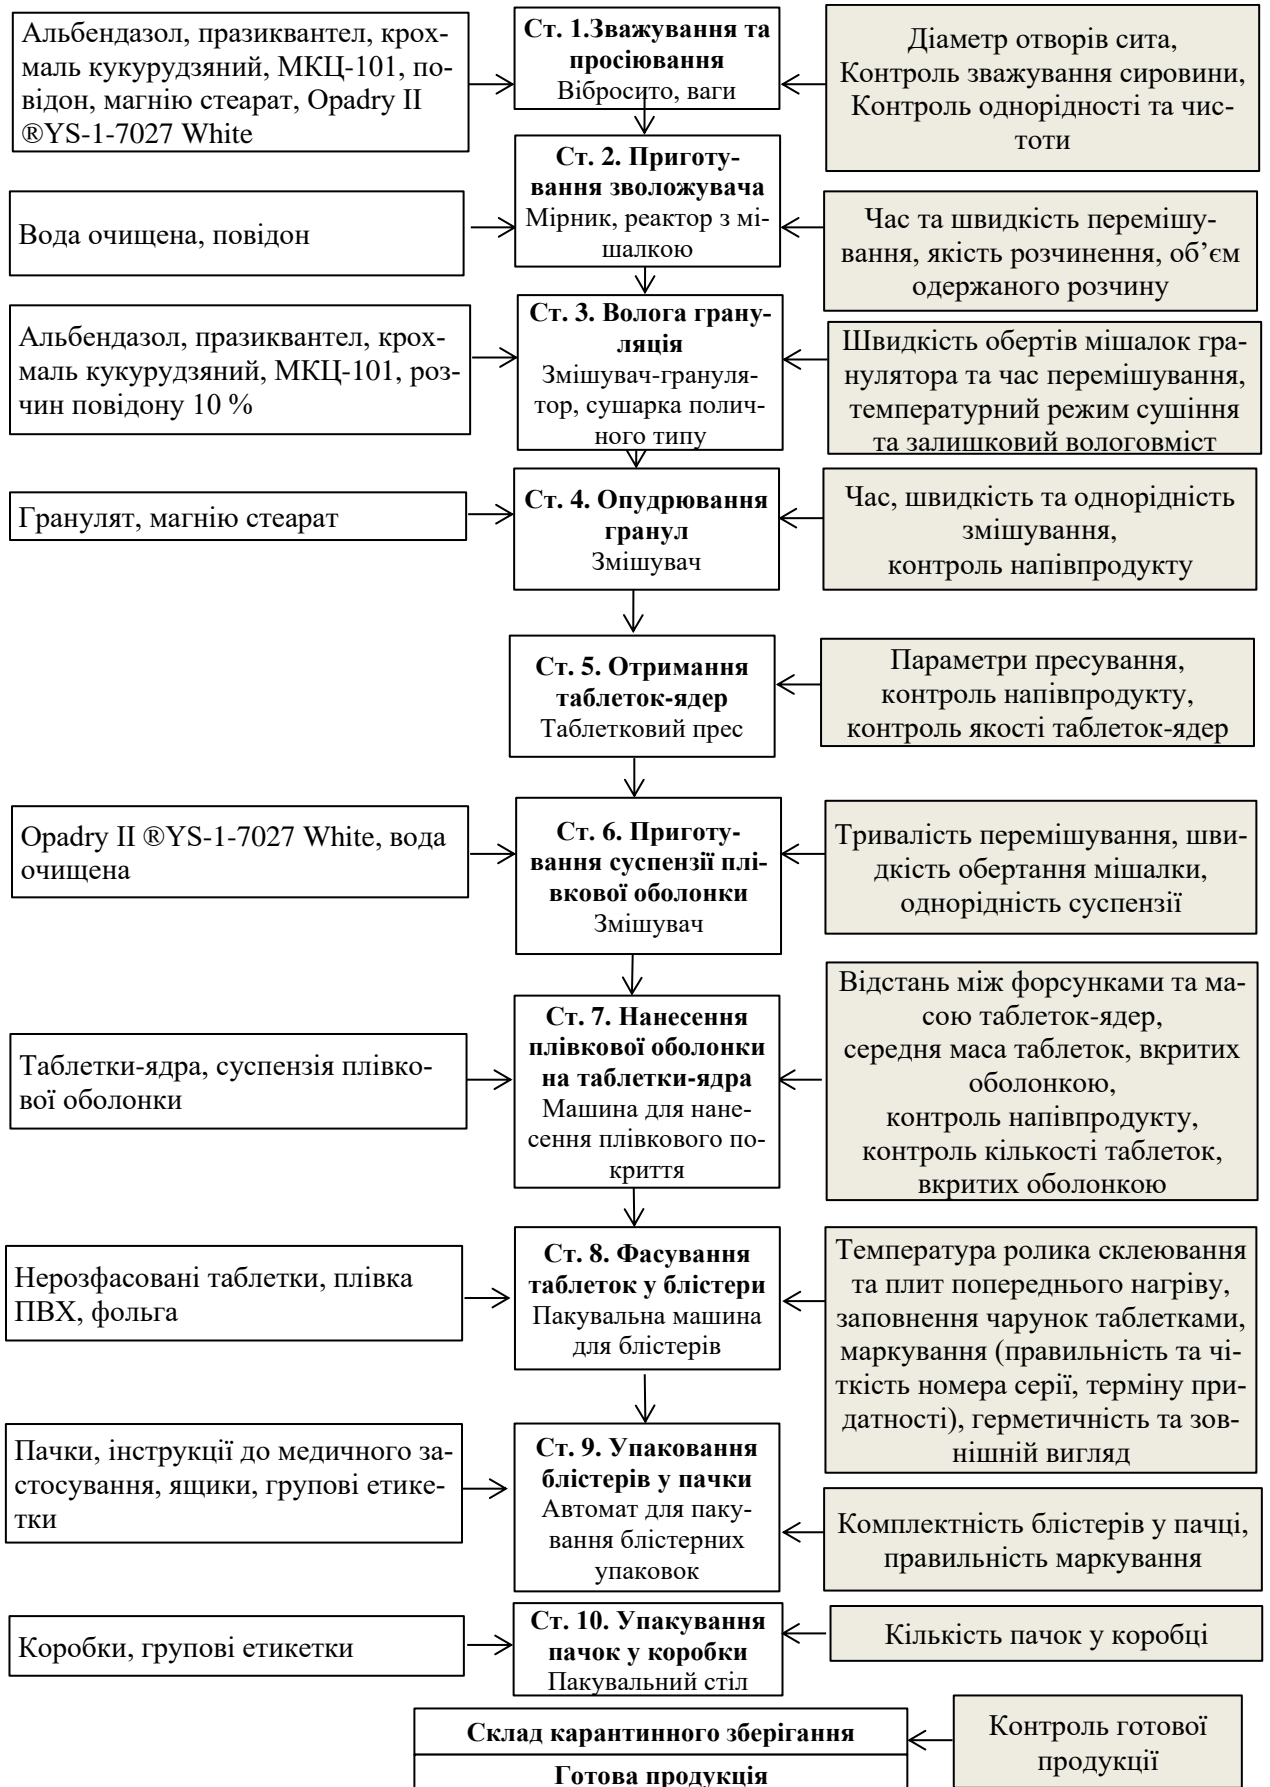 Альбендазол, празиквантел, крох-
маль кукурудзяний, МКЦ-101, по-
відон, магнію стеарат, Opadry II
®YS-1-7027 White
Ст. 1.Зважування та
просіювання
Вібросито, ваги
Діаметр отворів сита,
Контроль зважування сировини,
Контроль однорідності та чис-
тоти
Вода очищена, повідон
Ст. 2. Приготу-
вання зволожувача
Мірник, реактор з мі-
шалкою
Час та швидкість перемішу-
вання, якість розчинення, об’єм
одержаного розчину
Альбендазол, празиквантел, крох-
маль кукурудзяний, МКЦ-101, роз-
чин повідону 10 %
Ст. 3. Волога грану-
ляція
Змішувач-грануля-
тор, сушарка полич-
ного типу
Швидкість обертів мішалок гра-
нулятора та час перемішування,
температурний режим сушіння
та залишковий вологовміст
Гранулят, магнію стеарат
Ст. 4. Опудрювання
гранул
Змішувач
Час, швидкість та однорідність
змішування,
контроль напівпродукту
Ст. 5. Отримання
таблеток-ядер
Таблетковий прес
Параметри пресування,
контроль напівпродукту,
контроль якості таблеток-ядер
Opadry II ®YS-1-7027 White, вода
очищена
Ст. 6. Приготу-
вання суспензії плі-
вкової оболонки
Змішувач
Тривалість перемішування, шви-
дкість обертання мішалки,
однорідність суспензії
Таблетки-ядра, суспензія плівко-
вої оболонки
Ст. 7. Нанесення
плівкової оболонки
на таблетки-ядра
Машина для нане-
сення плівкового по-
криття
Відстань між форсунками та ма-
сою таблеток-ядер,
середня маса таблеток, вкритих
оболонкою,
контроль напівпродукту,
контроль кількості таблеток,
вкритих оболонкою
Нерозфасовані таблетки, плівка
ПВХ, фольга
Ст. 8. Фасування
таблеток у блістери
Пакувальна машина
для блістерів
Температура ролика склеювання
та плит попереднього нагріву,
заповнення чарунок таблетками,
маркування (правильність та чі-
ткість номера серії, терміну при-
датності), герметичність та зов-
нішній вигляд
Пачки, інструкції до медичного за-
стосування, ящики, групові етике-
тки
Ст. 9. Упаковання
блістерів у пачки
Автомат для паку-
вання блістерних
упаковок
Комплектність блістерів у пачці,
правильність маркування
Коробки, групові етикетки
Ст. 10. Упакування
пачок у коробки
Пакувальний стіл
Кількість пачок у коробці
Склад карантинного зберігання
Контроль готової
продукції
Готова продукція